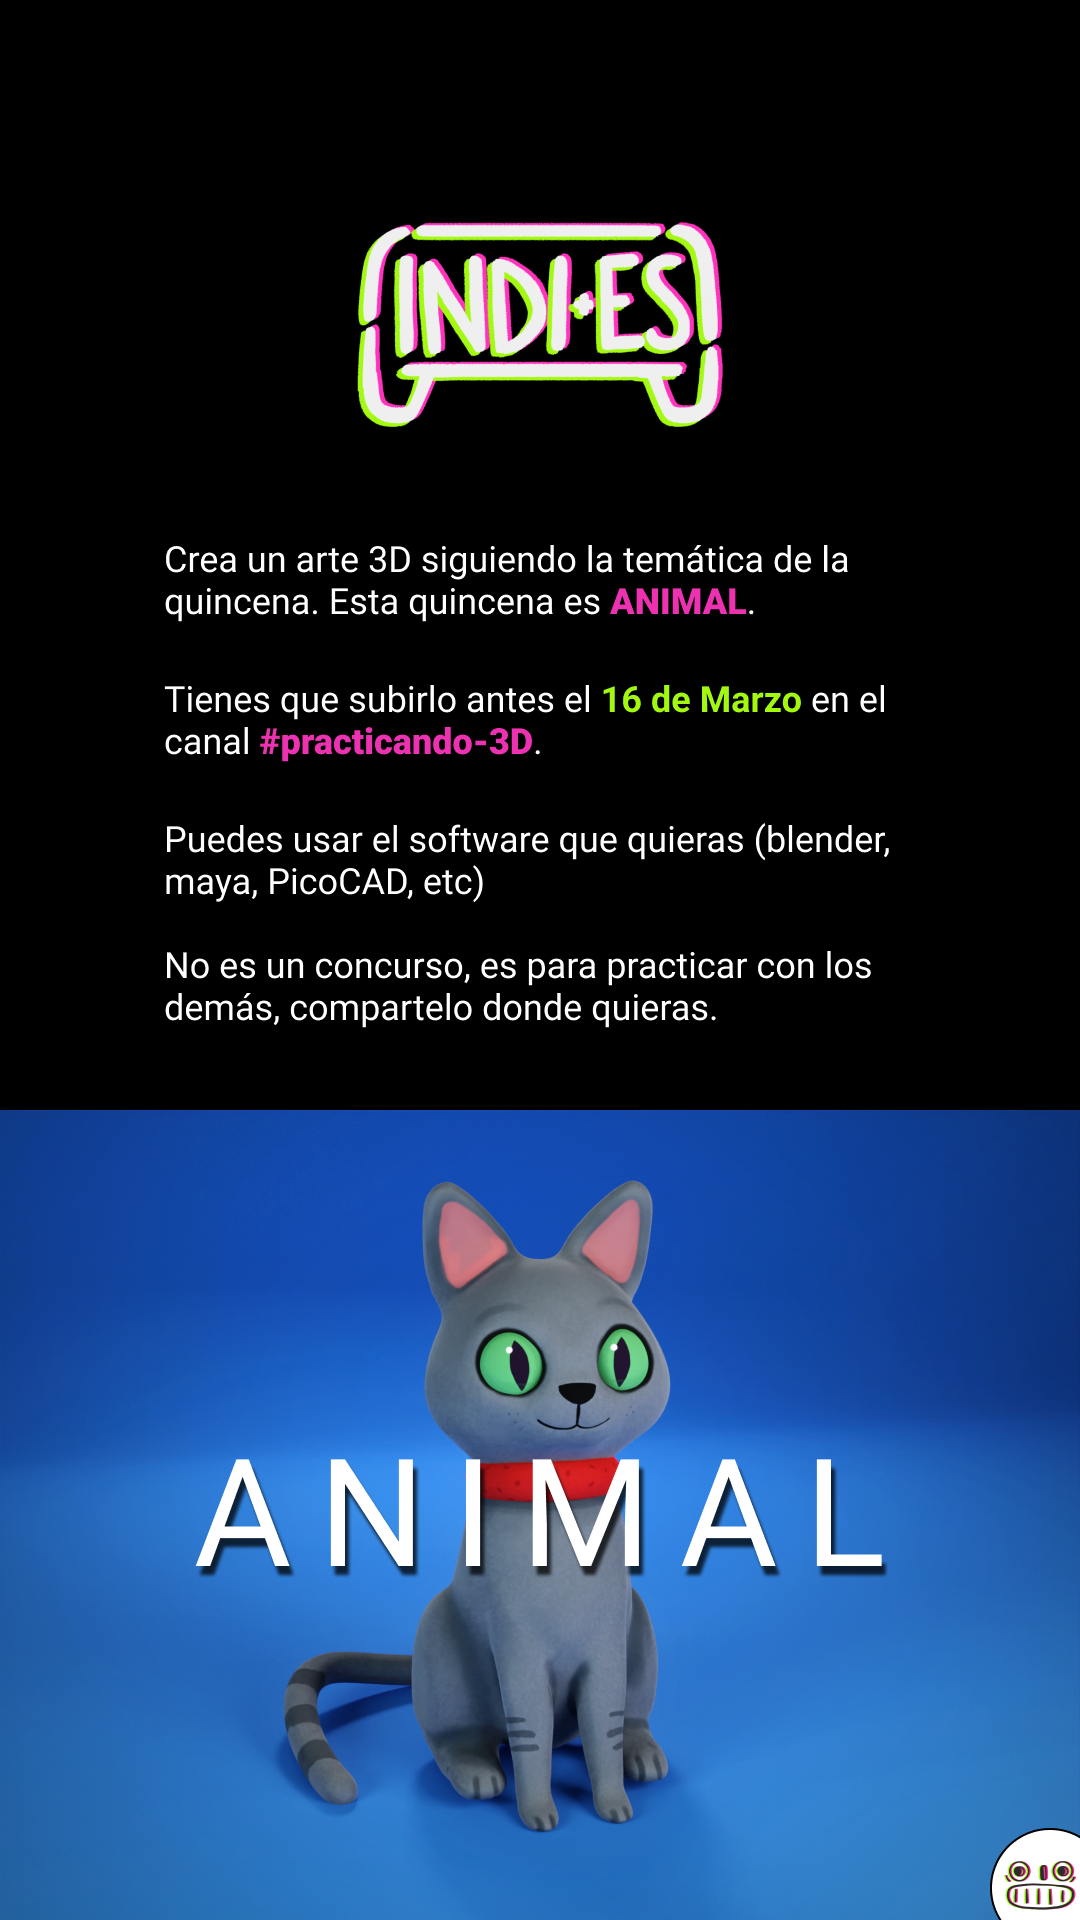 INDI•ES
Crea un arte 3D siguiendo la temática de la
quincena. Esta quincena es ANIMAL.
Tienes que subirlo antes el 16 de Marzo en el
canal #practicando-3D.
Puedes usar el software que quieras (blender,
maya, PicoCAD, etc)
No es un concurso, es para practicar con los
demás, compartelo donde quieras.
ANIMAL